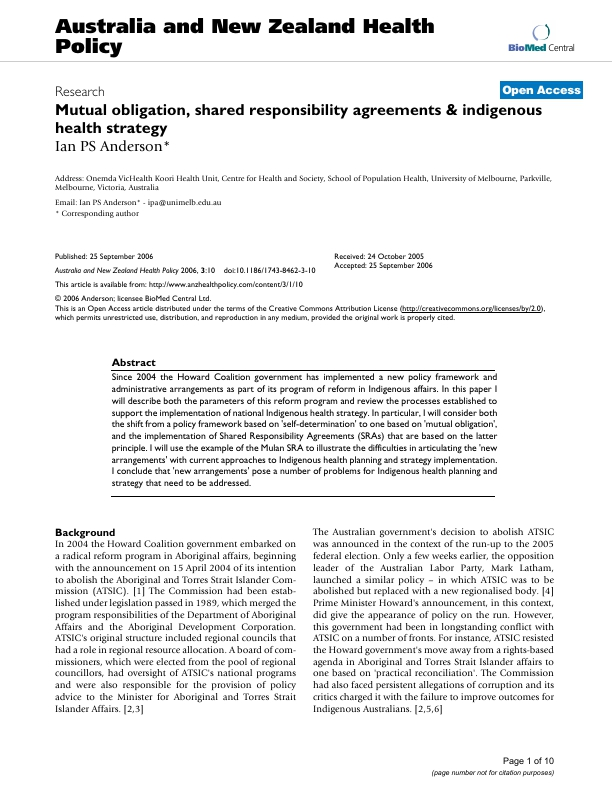 Australia and New Zealand Health
Policy
BioMed Central
Research
Open Access
Mutual obligation, shared responsibility agreements & indigenous
health strategy
Ian PS Anderson*
Address: Onemda VicHealth Koori Health Unit, Centre for Health and Society, School of Population Health, University of Melbourne, Parkville,
Melbourne, Victoria, Australia
Email: Ian PS Anderson* - ipa@unimelb.edu.au
* Corresponding author
Published: 25 September 2006
Australia and New Zealand Health Policy 2006, 3:10 doi:10.1186/1743-8462-3-10
Received: 24 October 2005
Accepted: 25 September 2006
This article is available from: http://www.anzhealthpolicy.com/content/3/1/10
© 2006 Anderson; licensee BioMed Central Ltd.
This is an Open Access article distributed under the terms of the Creative Commons Attribution License (http://creativecommons.org/licenses/by/2.0),
which permits unrestricted use, distribution, and reproduction in any medium, provided the original work is properly cited.
Abstract
Since 2004 the Howard Coalition government has implemented a new policy framework and
administrative arrangements as part of its program of reform in Indigenous affairs. In this paper I
will describe both the parameters of this reform program and review the processes established to
support the implementation of national Indigenous health strategy. In particular, I will consider both
the shift from a policy framework based on 'self-determination' to one based on 'mutual obligation',
and the implementation of Shared Responsibility Agreements (SRAs) that are based on the latter
principle. I will use the example of the Mulan SRA to illustrate the difficulties in articulating the 'new
arrangements' with current approaches to Indigenous health planning and strategy implementation.
I conclude that 'new arrangements' pose a number of problems for Indigenous health planning and
strategy that need to be addressed.
Background
In 2004 the Howard Coalition government embarked on
a radical reform program in Aboriginal affairs, beginning
with the announcement on 15 April 2004 of its intention
to abolish the Aboriginal and Torres Strait Islander Com-
mission (ATSIC). [1] The Commission had been estab-
lished under legislation passed in 1989, which merged the
program responsibilities of the Department of Aboriginal
Affairs and the Aboriginal Development Corporation.
ATSIC's original structure included regional councils that
had a role in regional resource allocation. A board of com-
missioners, which were elected from the pool of regional
councillors, had oversight of ATSIC's national programs
and were also responsible for the provision of policy
advice to the Minister for Aboriginal and Torres Strait
Islander Affairs. [2,3]
The Australian government's decision to abolish ATSIC
was announced in the context of the run-up to the 2005
federal election. Only a few weeks earlier, the opposition
leader of the Australian Labor Party, Mark Latham,
launched a similar policy – in which ATSIC was to be
abolished but replaced with a new regionalised body. [4]
Prime Minister Howard's announcement, in this context,
did give the appearance of policy on the run. However,
this government had been in longstanding conflict with
ATSIC on a number of fronts. For instance, ATSIC resisted
the Howard government's move away from a rights-based
agenda in Aboriginal and Torres Strait Islander affairs to
one based on 'practical reconciliation'. The Commission
had also faced persistent allegations of corruption and its
critics charged it with the failure to improve outcomes for
Indigenous Australians. [2,5,6]
Page 1 of 10
(page number not for citation purposes)